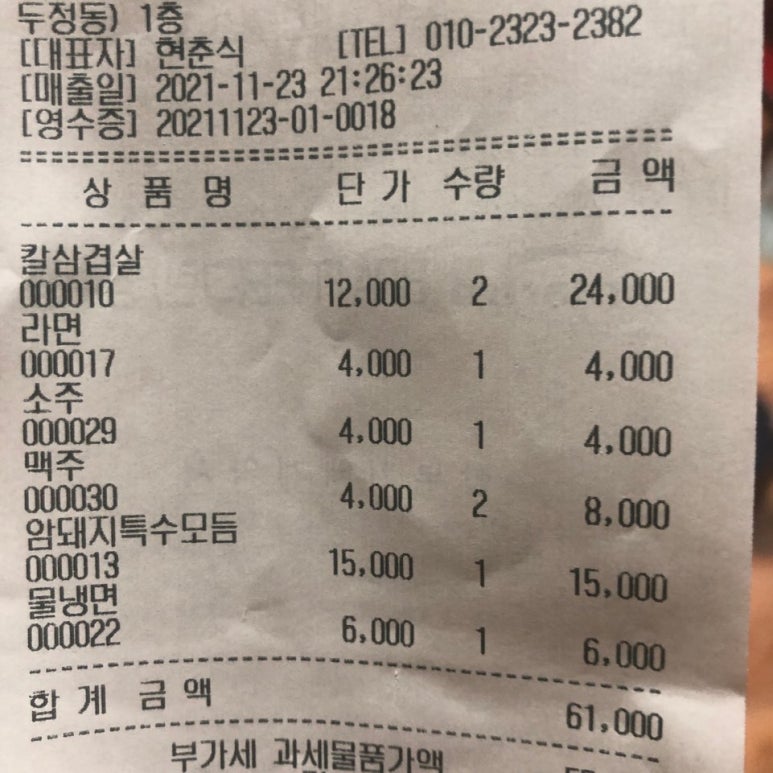 두정동) 1층
[대표자] 현춘식 [TEL] 010-2323-2382
[매출일] 2021-11-23 21:26:23
[영수증] 20211123-01-0018
상 품 명 단 가 수량 금 액
칼삼겹살
000010 12,000 2 24,000
라면
000017 4,000 1 4,000
소주
000029 4,000 1 4,000
맥주
000030 4,000 2 8,000
암돼지특수모듬
000013 15,000 1 15,000
물냉면
000022 6,000 1 6,000
합 계 금 액 61,000
부가세 과세물품가액